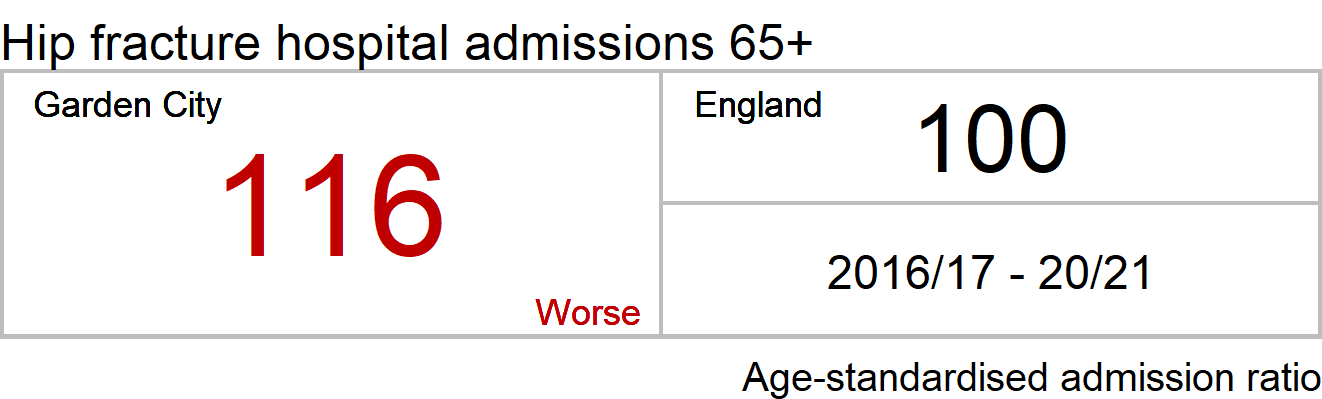 Hip fracture hospital admissions 65+
Garden City
116
Worse
England
100
2016/17 - 20/21
Age-standardised admission ratio